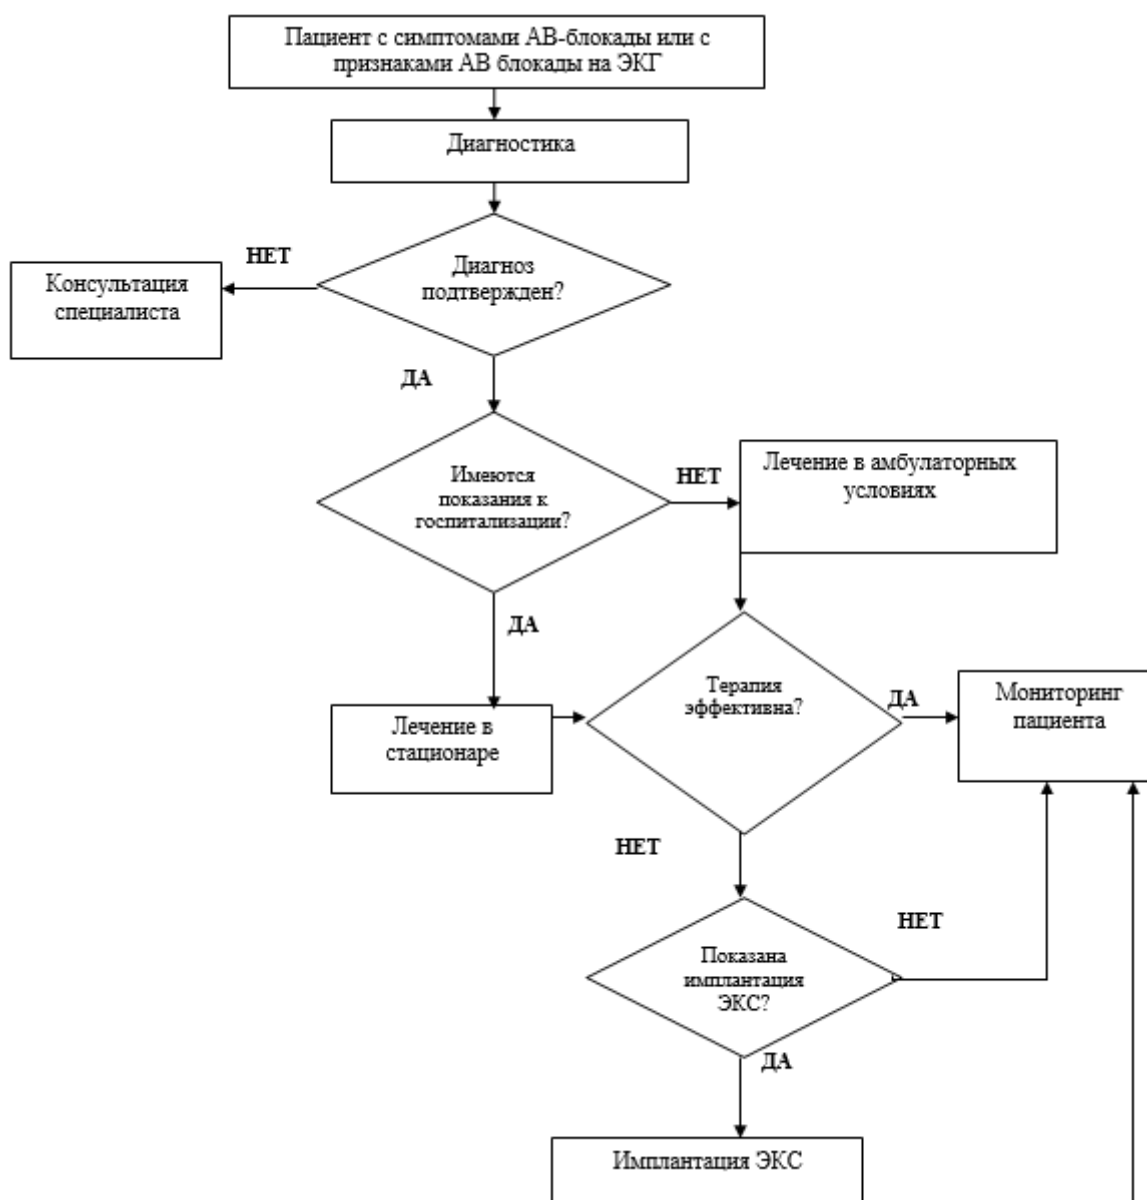 Пациент с симптомами АВ-блокады или с
признаками АВ блокады на ЭКГ
Диагностика
НЕТ
Диагноз
подтвержден?
Консультация
специалиста
ДА
Имеются
показания к
госпитализации?
НЕТ
Лечение в амбулаторных
условиях
ДА
Терапия
эффективна?
ДА
Мониторинг
пациента
Лечение в
стационаре
НЕТ
НЕТ
Показана
имплантация
ЭКС?
ДА
Имплантация ЭКС